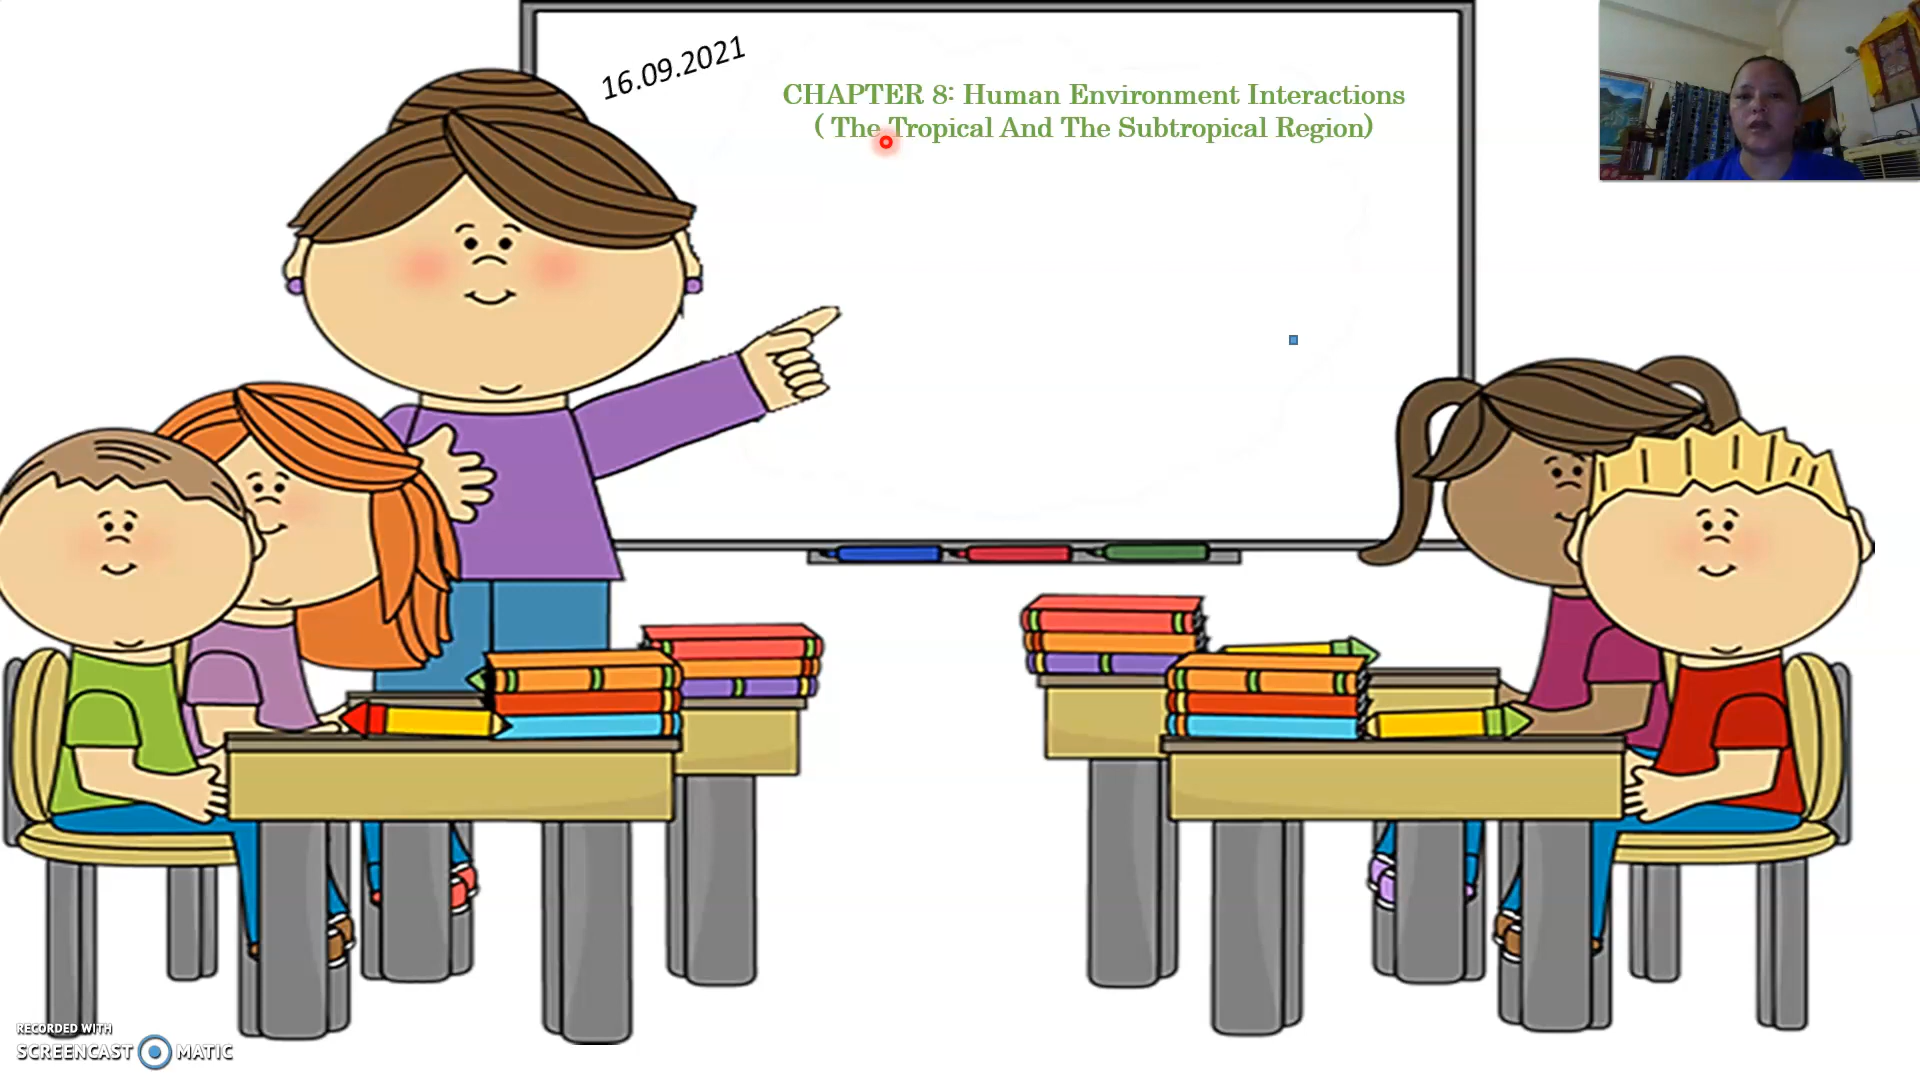 16.09.2021
CHAPTER 8: Human Environment Interactions
( The Tropical And The Subtropical Region)
RECORDED WITH
SCREENCAST MATIC